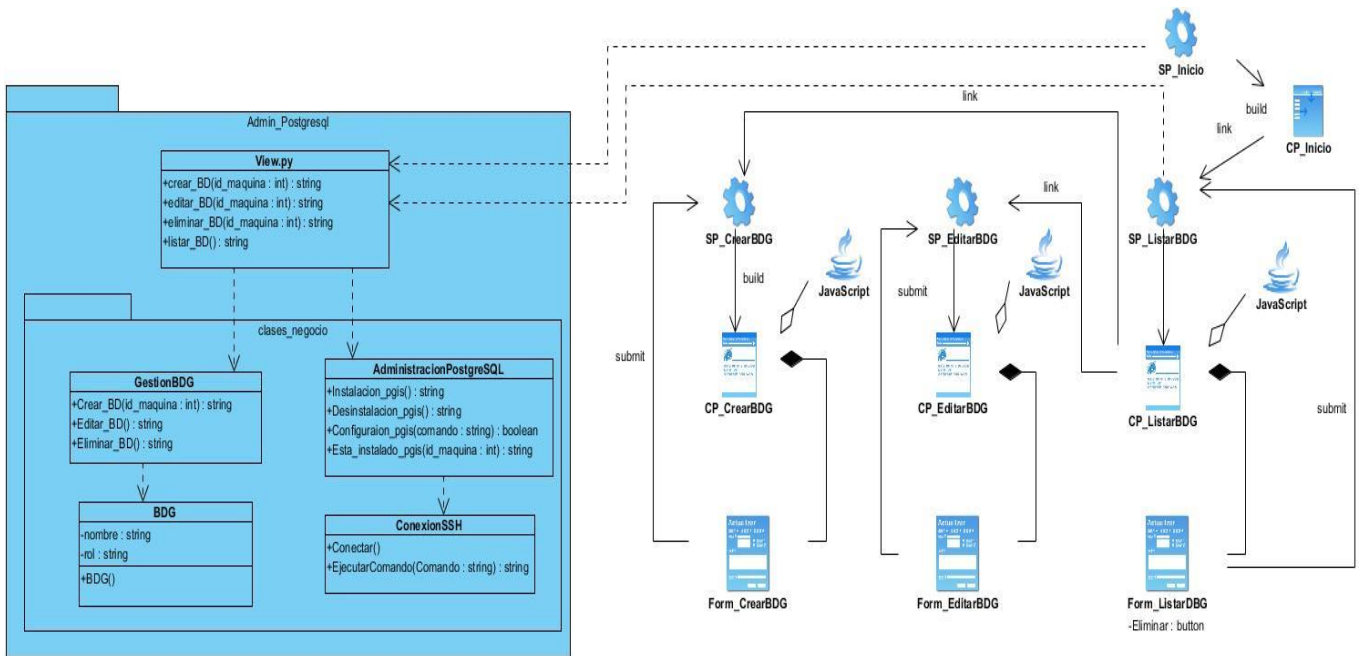 Admin_Postgresql
View.py
+crear_BD(id_maquina : int) : string
+editar_BD(id_maquina : int) : string
+eliminar_BD(id_maquina : int) : string
+listar_BD() : string
clases_negocio
GestionBDG
+Crear_BD(id_maquina : int) : string
+Editar_BD() : string
+Eliminar_BD() : string
AdministracionPostgreSQL
+Instalacion_pgis() : string
+Desinstalacion_pgis() : string
+Configuraion_pgis(comando : string) : boolean
+Esta_instalado_pgis(id_maquina : int) : string
BDG
-nombre : string
-rol : string
+BDG()
ConexionSSH
+Conectar()
+EjecutarComando(Comando : string) : string
SP_Inicio
build
link
CP_Inicio
link
link
SP_CrearBDG
SP_EditarBDG
SP_ListarBDG
build
JavaScript
submit
JavaScript
JavaScript
submit
CP_CrearBDG
CP_EditarBDG
CP_ListarBDG
submit
Form_CrearBDG
Form_EditarBDG
Form_ListarDBG
-Eliminar : button